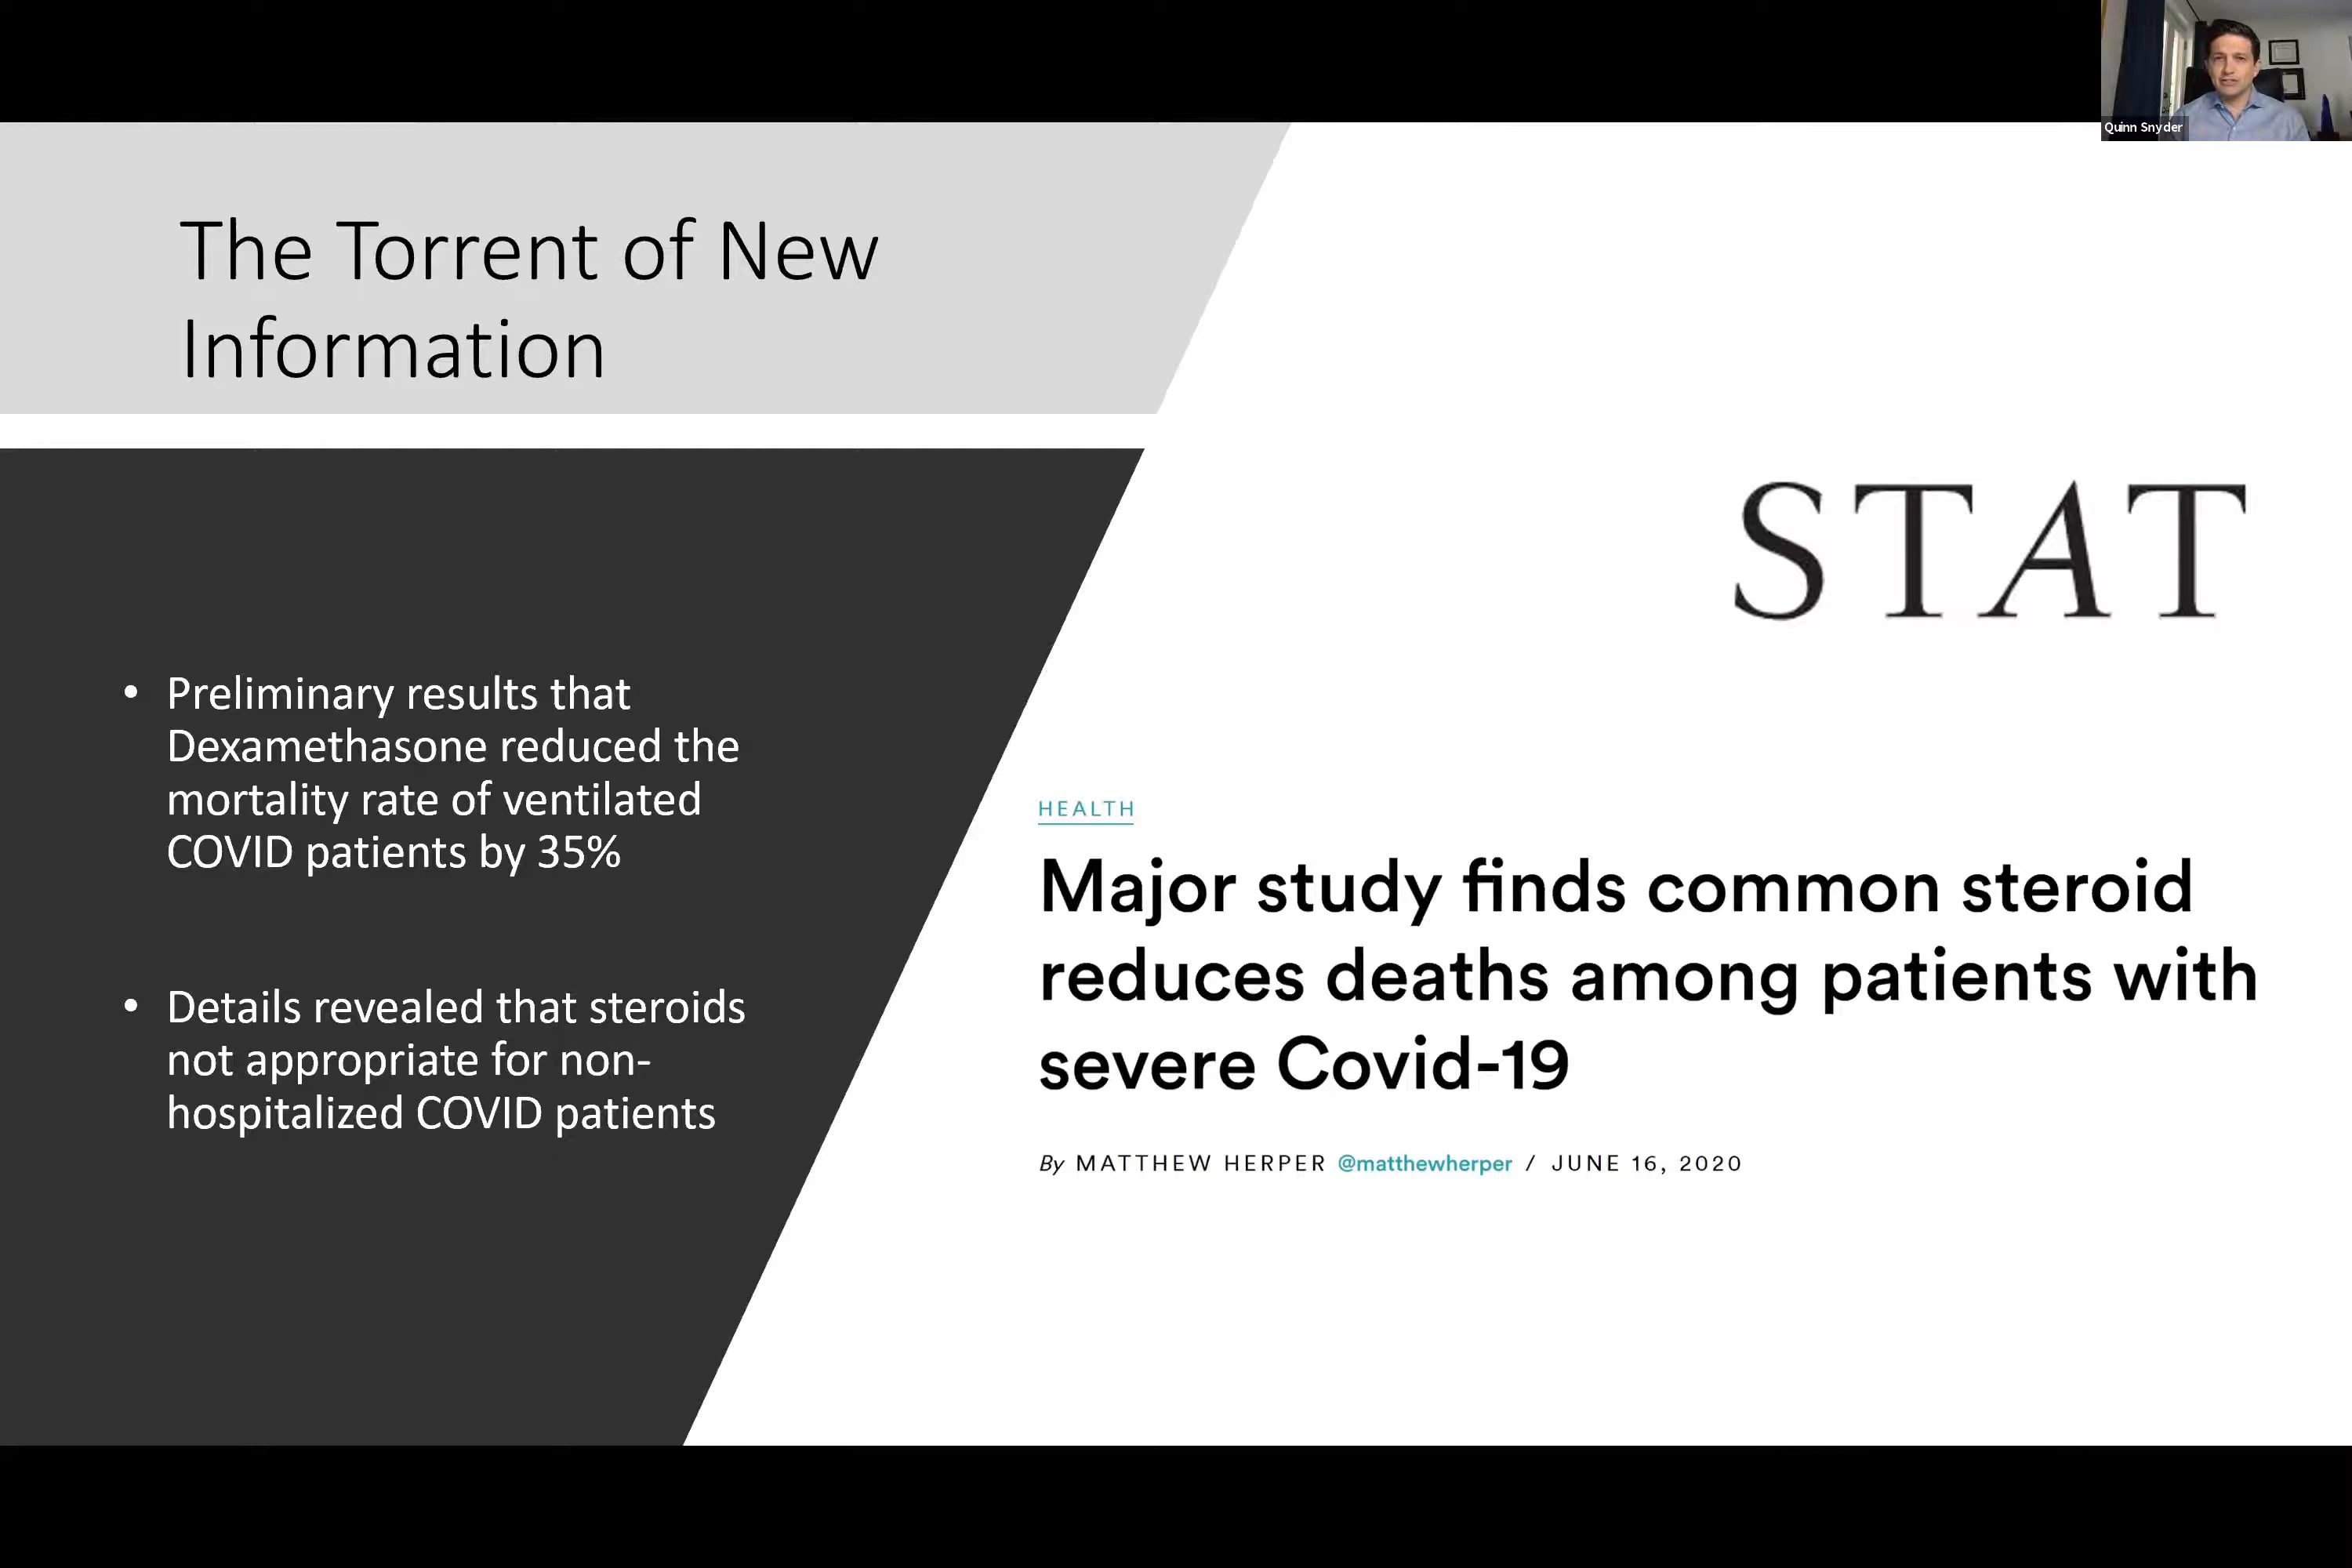 Quinn Snyder
The Torrent of New
Information
• Preliminary results that
Dexamethasone reduced the
mortality rate of ventilated
COVID patients by 35%
• Details revealed that steroids
not appropriate for non-
hospitalized COVID patients
STAT
HEALTH
Major study finds common steroid
reduces deaths among patients with
severe Covid-19
By MATTHEW HERPER @matthewherper / JUNE 16, 2020